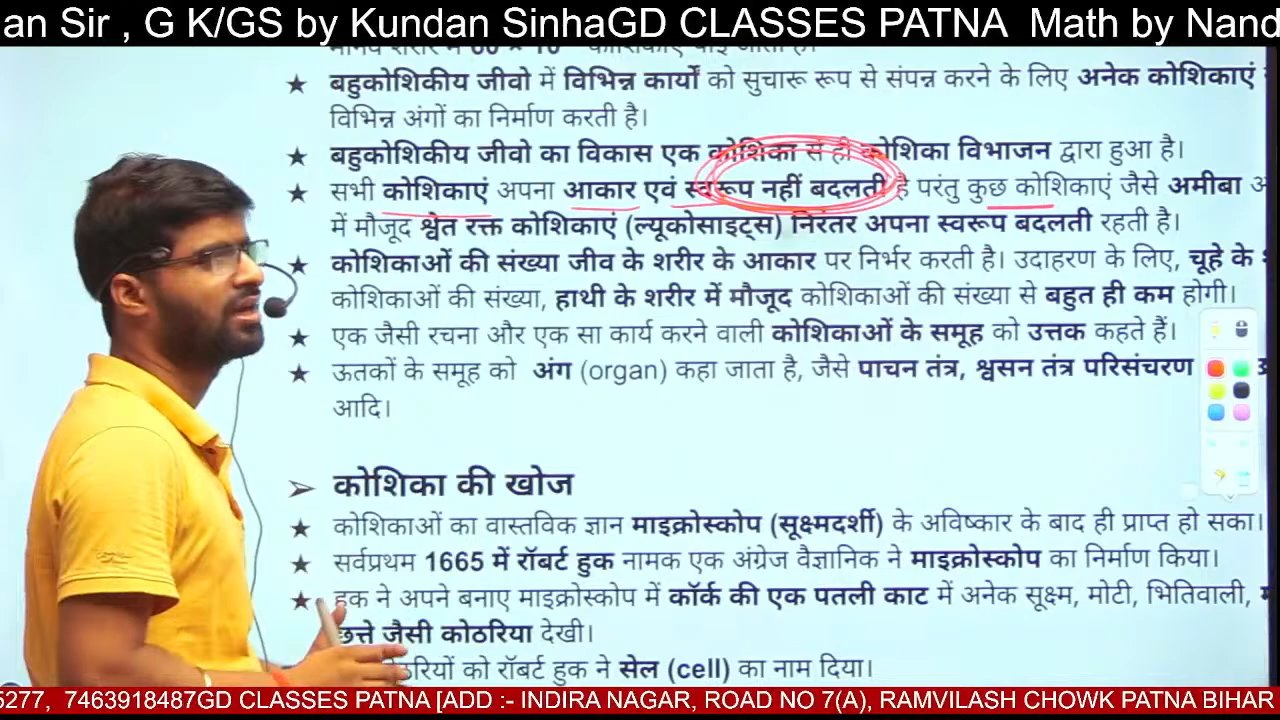 an Sir , G K/GS by Kundan SinhaGD CLASSES PATNA Math by Nand
★ बहुकोशिकीय जीवो में विभिन्न कार्यों को सुचारू रूप से संपन्न करने के लिए अनेक कोशिकाएं
विभिन्न अंगों का निर्माण करती है।
★ बहुकोशिकीय जीवो का विकास एक कोशिका से ही कोशिका विभाजन द्वारा हुआ है।
★ सभी कोशिकाएं अपना आकार एवं स्वरूप नहीं बदलती है परंतु कुछ कोशिकाएं जैसे अमीबा
में मौजूद श्वेत रक्त कोशिकाएं (ल्यूकोसाइट्स) निरंतर अपना स्वरूप बदलती रहती है।
★ कोशिकाओं की संख्या जीव के शरीर के आकार पर निर्भर करती है। उदाहरण के लिए, चूहे के
कोशिकाओं की संख्या, हाथी के शरीर में मौजूद कोशिकाओं की संख्या से बहुत ही कम होगी।
★ एक जैसी रचना और एक सा कार्य करने वाली कोशिकाओं के समूह को उत्तक कहते हैं।
★ ऊतकों के समूह को अंग (organ) कहा जाता है, जैसे पाचन तंत्र, श्वसन तंत्र परिसंचरण
आदि।
➢ कोशिका की खोज
★ कोशिकाओं का वास्तविक ज्ञान माइक्रोस्कोप (सूक्ष्मदर्शी) के अविष्कार के बाद ही प्राप्त हो सका।
★ सर्वप्रथम 1665 में रॉबर्ट हुक नामक एक अंग्रेज वैज्ञानिक ने माइक्रोस्कोप का निर्माण किया।
★ हुक ने अपने बनाए माइक्रोस्कोप में कॉर्क की एक पतली काट में अनेक सूक्ष्म, मोटी, भितिवाली,
छत्ते जैसी कोठरिया देखी।
ठरियों को रॉबर्ट हुक ने सेल (cell) का नाम दिया।
5277, 7463918487GD CLASSES PATNA [ADD :- INDIRA NAGAR, ROAD NO 7(A), RAMVILASH CHOWK PATNA BIHAR